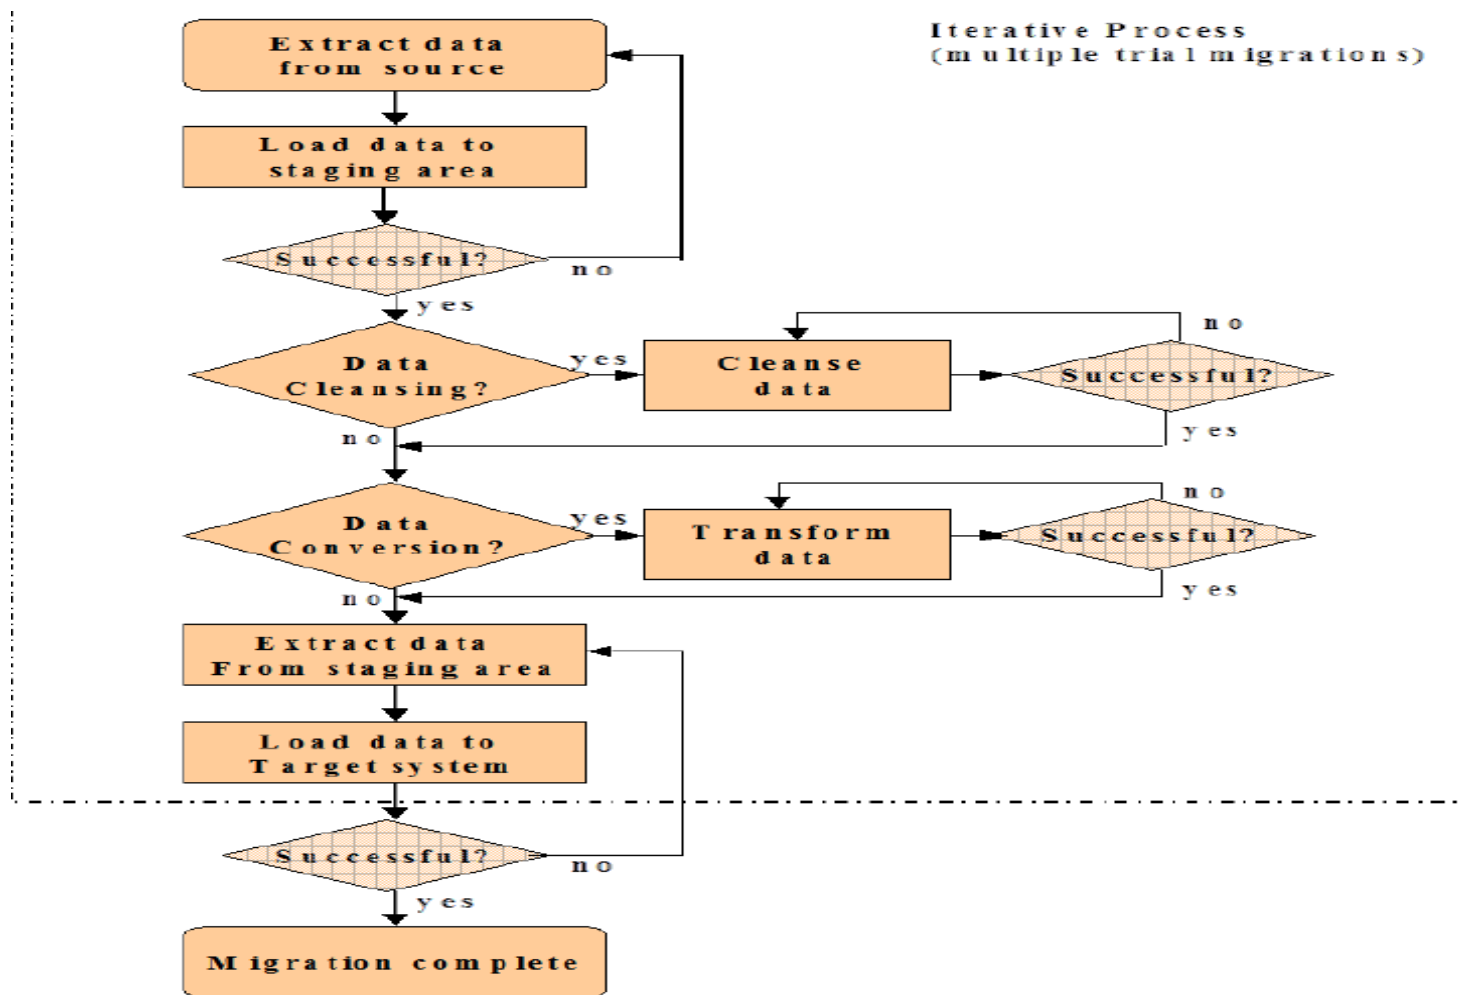 Extract data
from source
Iterative Process
(multiple trial migrations)
Load data to
staging area
Successful?
no
yes
Data
Cleansing?
yes
Cleanse
data
Successful?
no
yes
no
Data
Conversion?
yes
Transform
data
Successful?
no
yes
no
Extract data
From staging area
Load data to
Target system
Successful?
no
yes
Migration complete